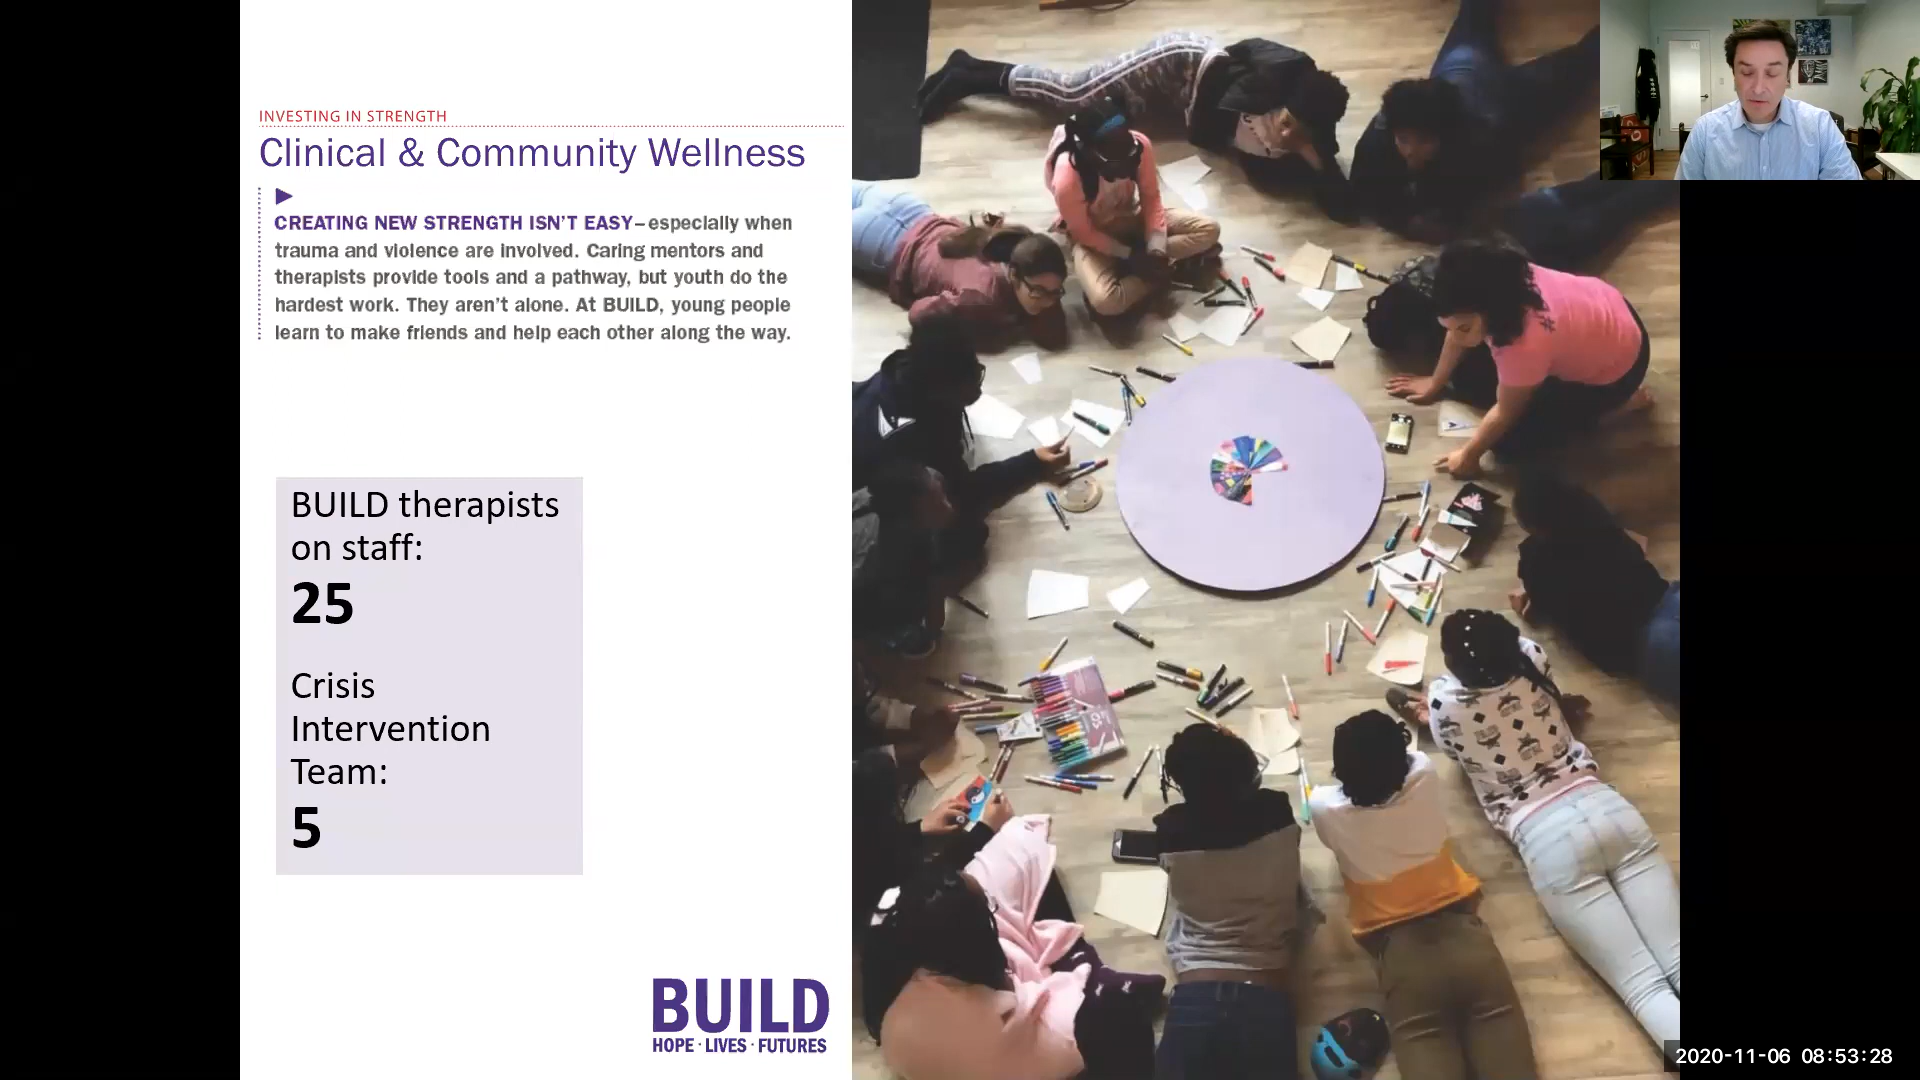 INVESTING IN STRENGTH
Clinical & Community Wellness
CREATING NEW STRENGTH ISN'T EASY–especially when
trauma and violence are involved. Caring mentors and
therapists provide tools and a pathway, but youth do the
hardest work. They aren't alone. At BUILD, young people
learn to make friends and help each other along the way.
BUILD therapists
on staff:
25
Crisis
Intervention
Team:
5
BUILD
HOPE · LIVES · FUTURES
2020-11-06 08:53:28